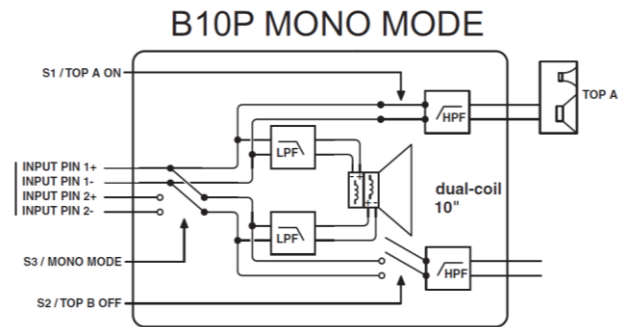 B10P MONO MODE
S1 / TOP A ON
HPF
TOP A
LPF
INPUT PIN 1+
INPUT PIN 1-
INPUT PIN 2+
INPUT PIN 2-
- +
dual-coil
10"
+ -
LPF
S3 / MONO MODE
HPF
S2 / TOP B OFF